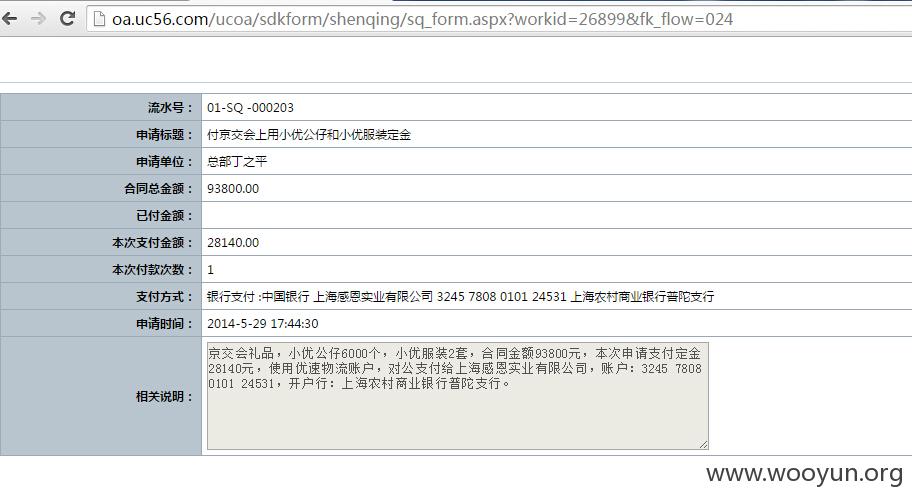 oa.uc56.com/ucoa/sdkform/shenqing/sq_form.aspx?workid=26899&fk_flow=024
流水号： 01-SQ -000203
申请标题： 付京交会上用小优公仔和小优服装定金
申请单位： 总部丁之平
合同总金额： 93800.00
已付金额：
本次支付金额： 28140.00
本次付款次数： 1
支付方式： 银行支付 :中国银行 上海感恩实业有限公司 3245 7808 0101 24531 上海农村商业银行普陀支行
申请时间： 2014-5-29 17:44:30
相关说明：
京交会礼品，小优公仔6000个，小优服装2套，合同金额93800元，本次申请支付定金
28140元，使用优速物流账户，对公支付给上海感恩实业有限公司，账户：3245 7808
0101 24531，开户行：上海农村商业银行普陀支行。
www.wooyun.org